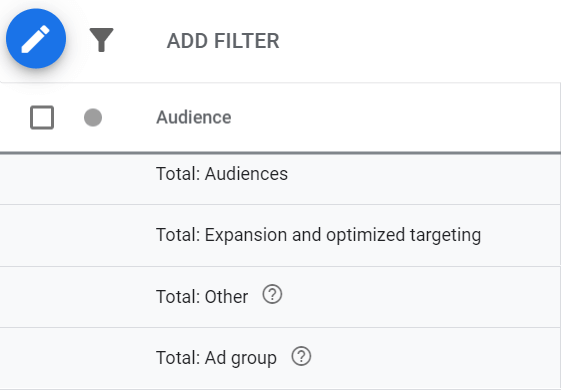 ADD FILTER
Audience
Total: Audiences
Total: Expansion and optimized targeting
Total: Other ?
Total: Ad group ?